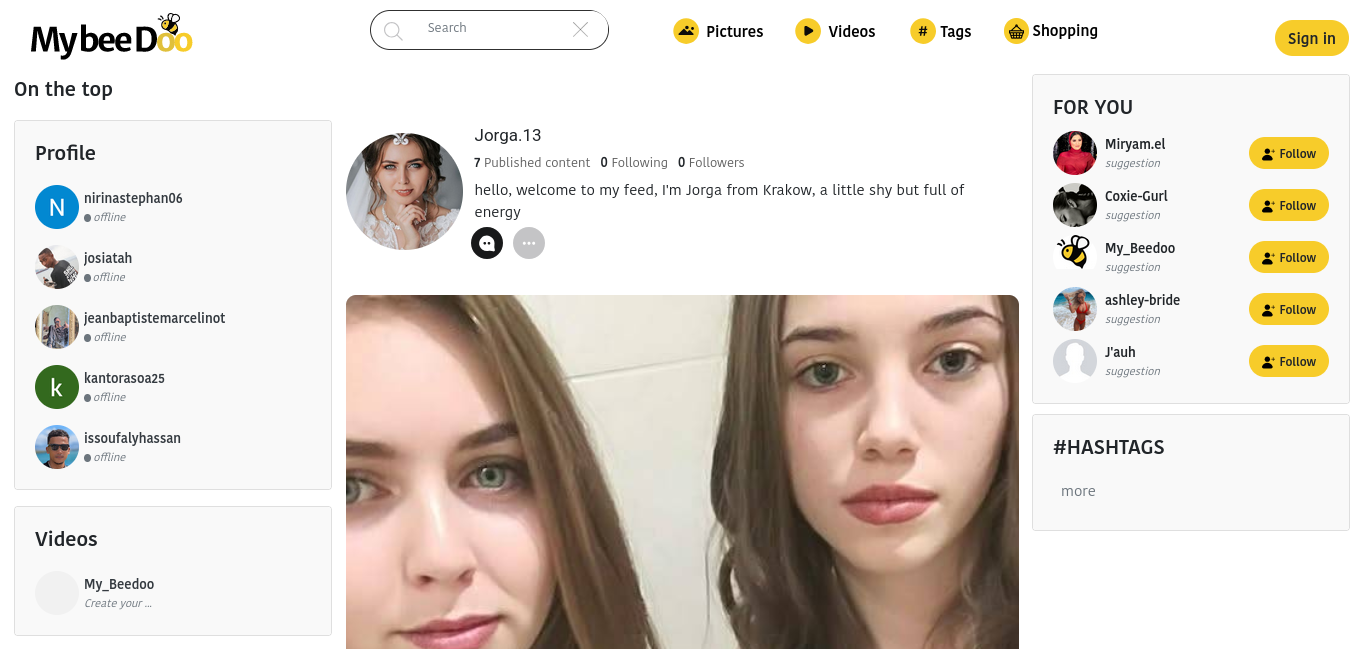 MybeeDoo
Search
Pictures
Videos
# Tags
Shopping
Sign in
On the top
Profile
N nirinastephan06
offline
josiatah
offline
jeanbaptistemarcelinot
offline
k kantorasoa25
offline
issoufalyhassan
offline
Videos
My_Beedoo
Create your ...
Jorga.13
7 Published content 0 Following 0 Followers
hello, welcome to my feed, I'm Jorga from Krakow, a little shy but full of
energy
FOR YOU
Miryam.el
suggestion
Follow
Coxie-Gurl
suggestion
Follow
My_Beedoo
suggestion
Follow
ashley-bride
suggestion
Follow
J'auh
suggestion
Follow
#HASHTAGS
more